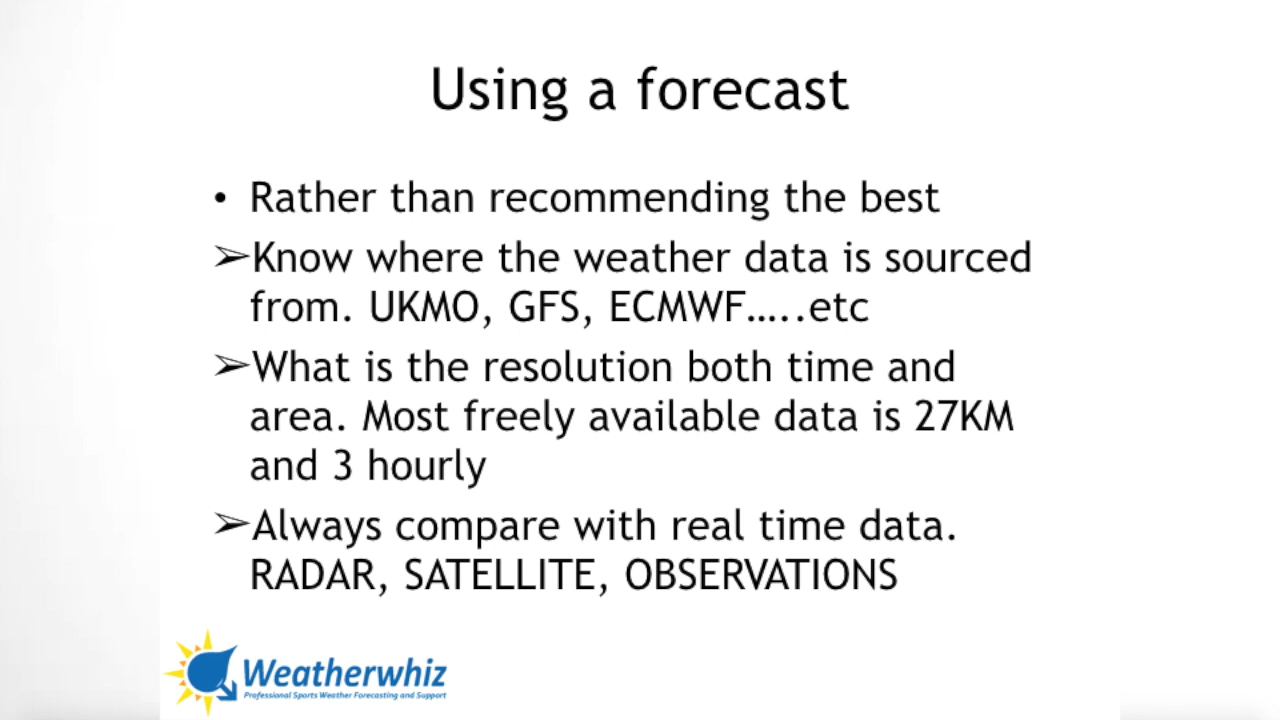 Using a forecast
• Rather than recommending the best
➢Know where the weather data is sourced
from. UKMO, GFS, ECMWF…..etc
➢What is the resolution both time and
area. Most freely available data is 27KM
and 3 hourly
➢Always compare with real time data.
RADAR, SATELLITE, OBSERVATIONS
Weatherwhiz
Professional Sports Weather Forecasting and Support